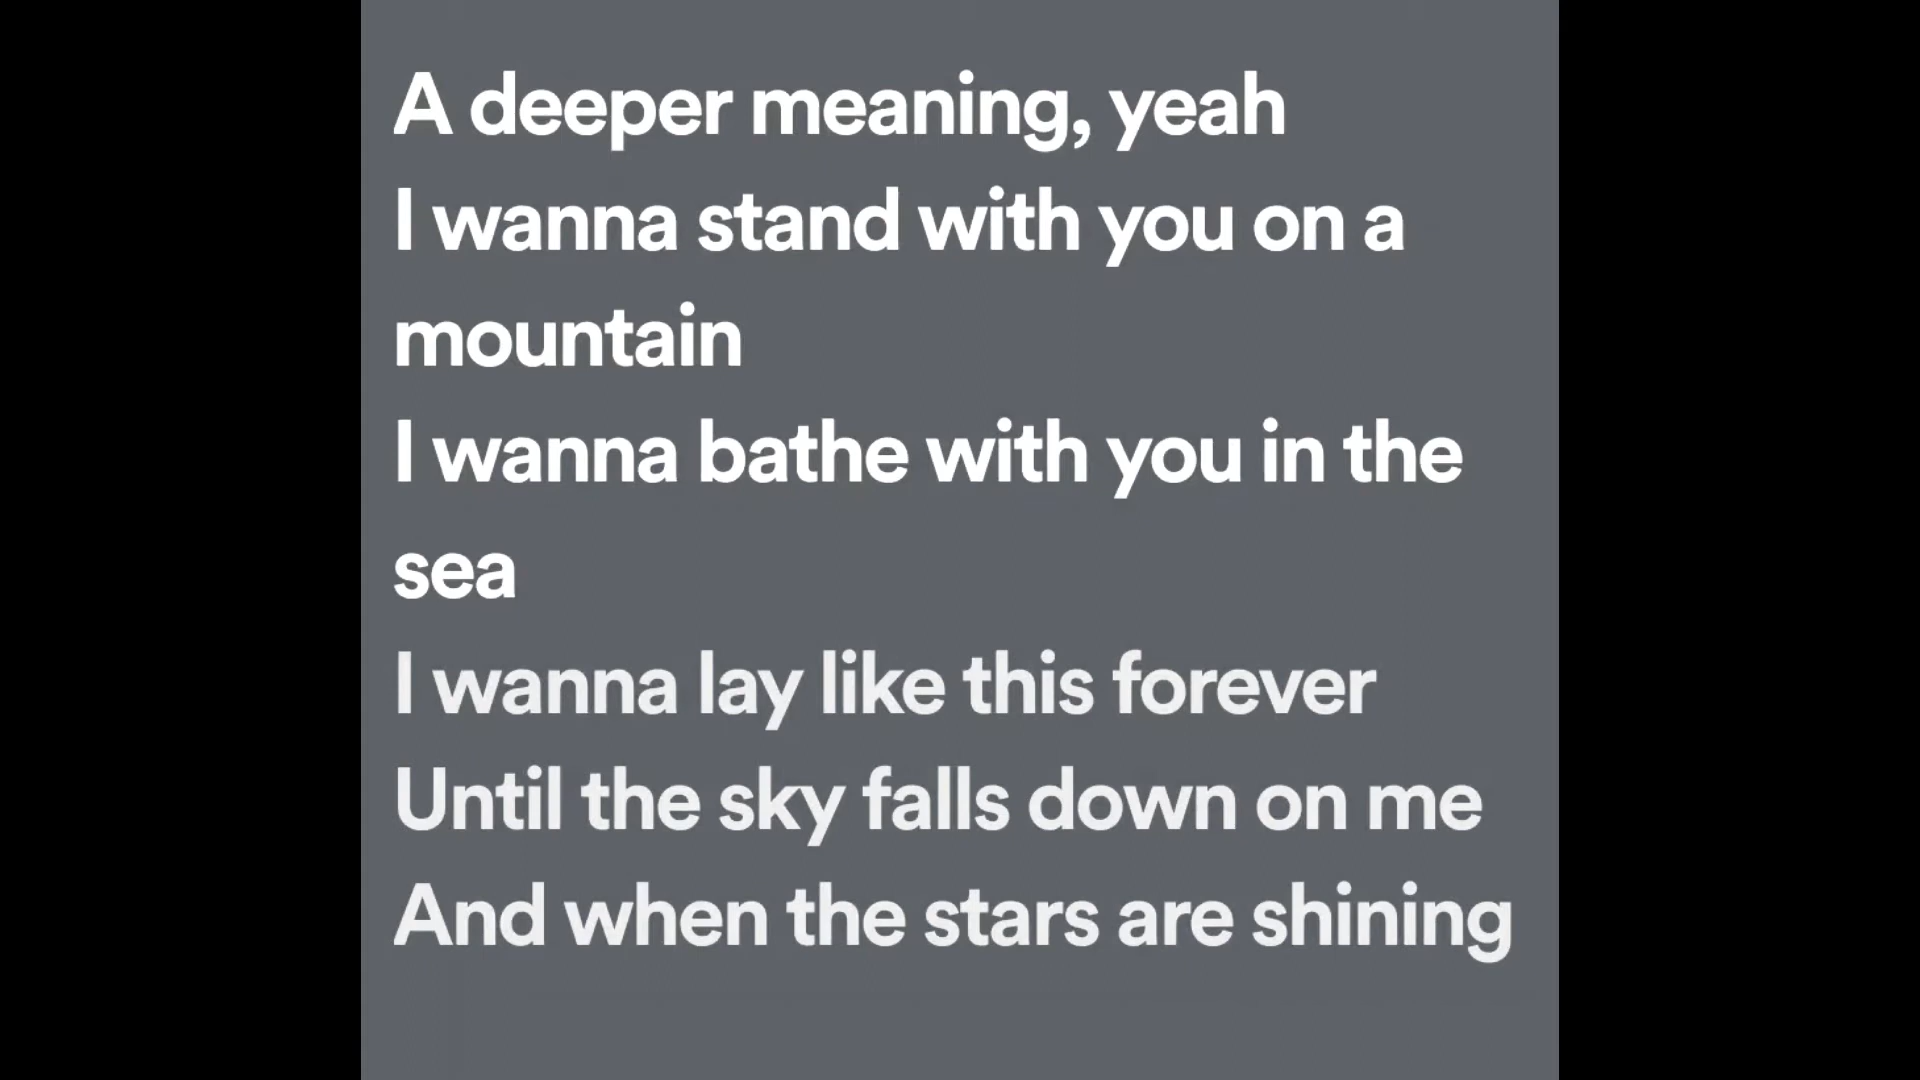 A deeper meaning, yeah
I wanna stand with you on a
mountain
I wanna bathe with you in the
sea
I wanna lay like this forever
Until the sky falls down on me
And when the stars are shining